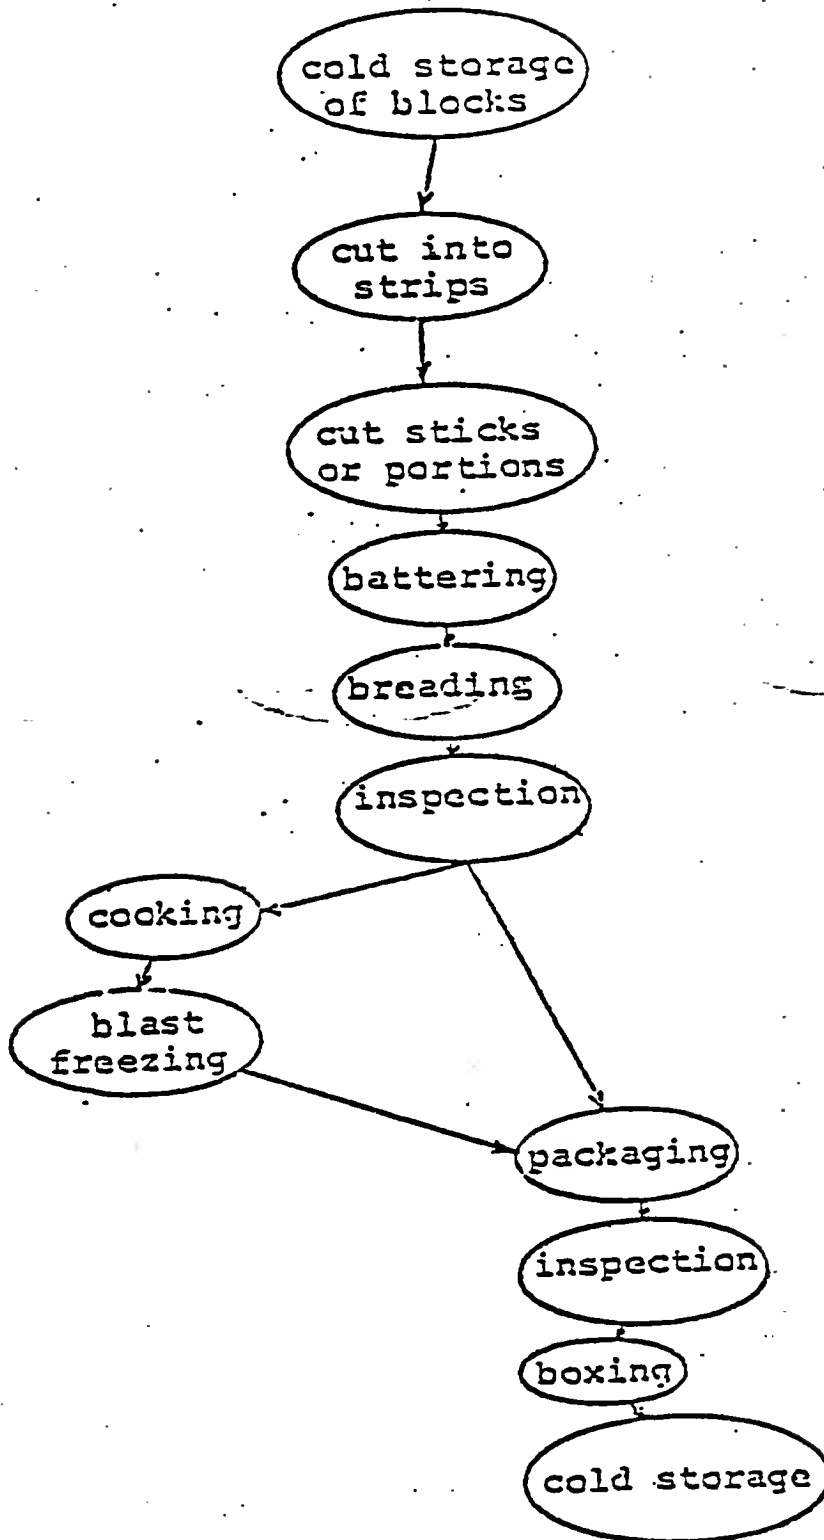 cold storage
of blocks
cut into
strips
cut sticks
or portions
battering
breading
inspection
cooking
blast
freezing
packaging
inspection
boxing
cold storage